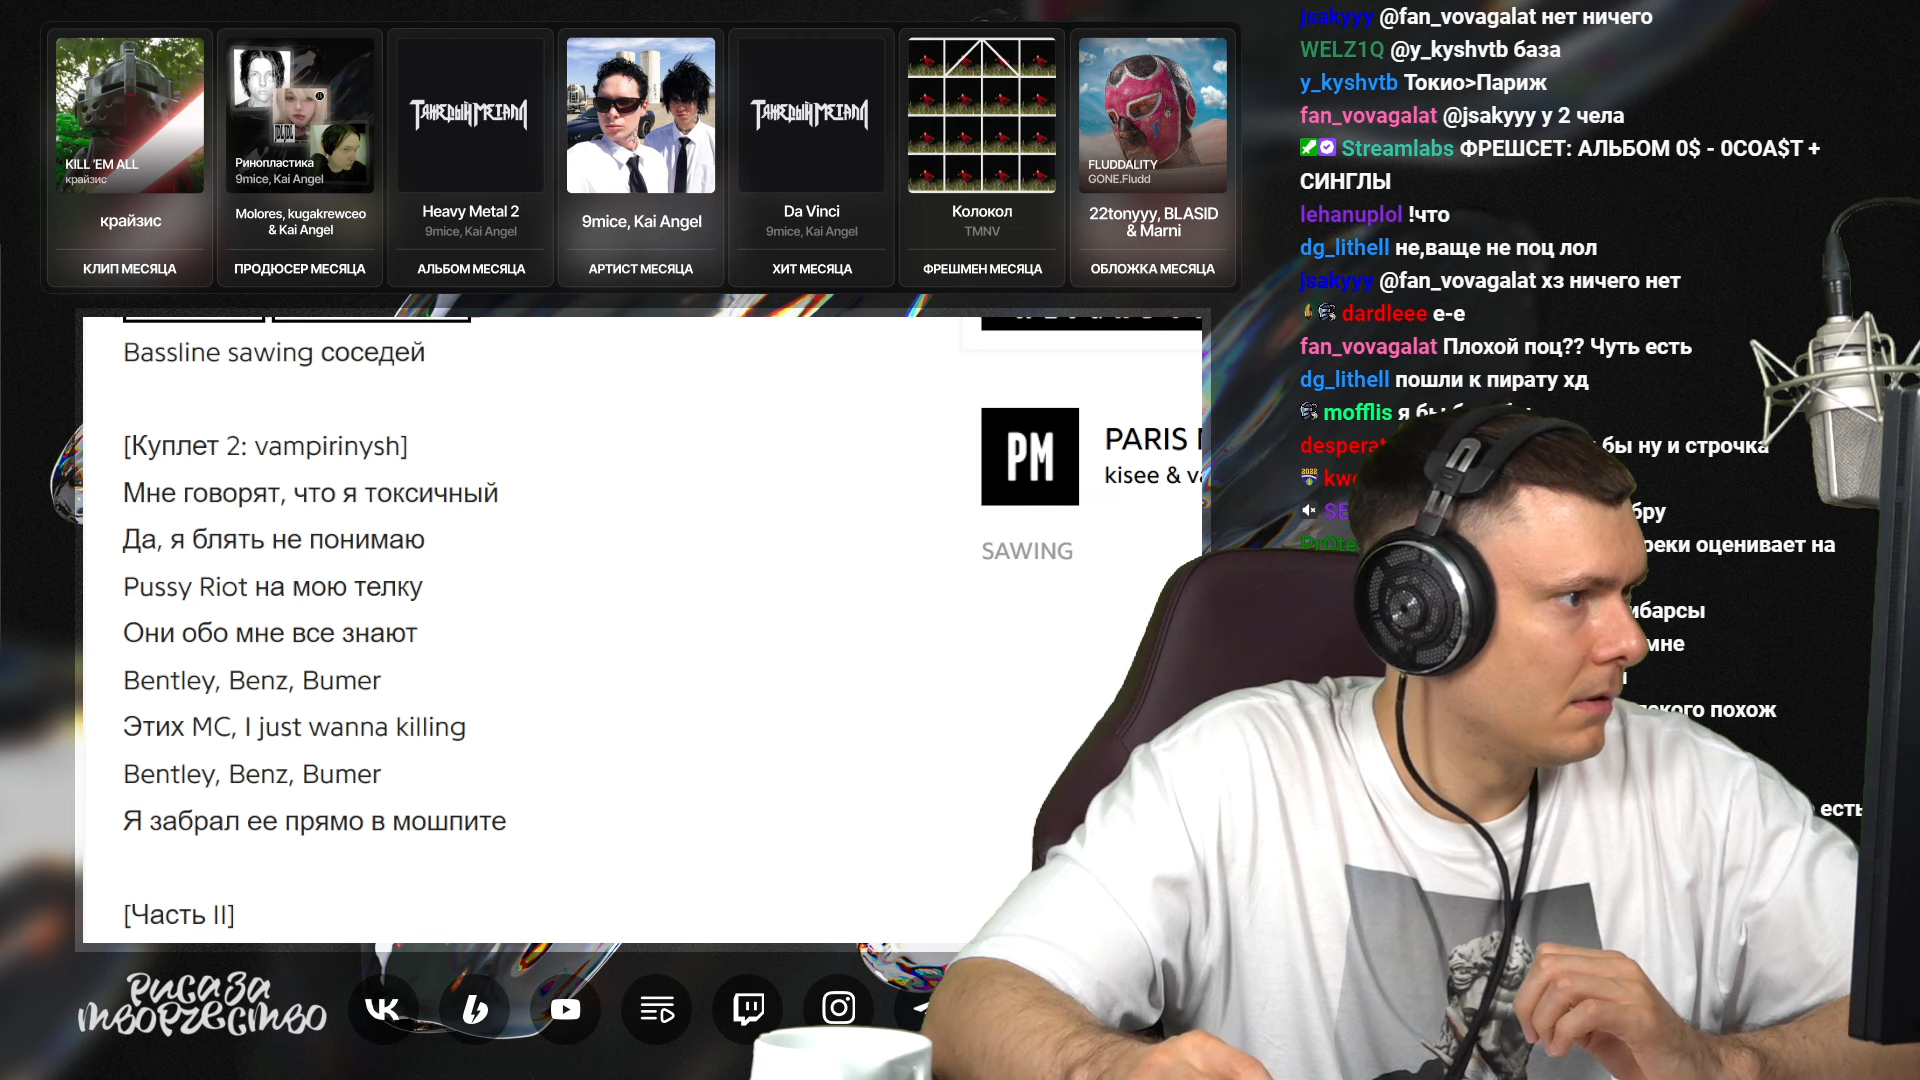 KILL 'EM ALL
крайзис
крайзис
КЛИП МЕСЯЦА
Ринопластика
9mice, Kai Angel
Molores, kugakrewceo
& Kai Angel
ПРОДЮСЕР МЕСЯЦА
ТЯЖЕЛЫЙ МЕТАЛЛ
Heavy Metal 2
9mice, Kai Angel
АЛЬБОМ МЕСЯЦА
9mice, Kai Angel
АРТИСТ МЕСЯЦА
ТЯЖЕЛЫЙ МЕТАЛЛ
Da Vinci
9mice, Kai Angel
ХИТ МЕСЯЦА
Колокол
TMNV
ФРЕШМЕН МЕСЯЦА
FLUDDALITY
GONE.Fludd
22tonyyy, BLASID
& Marni
ОБЛОЖКА МЕСЯЦА
Bassline sawing соседей
[Куплет 2: vampirinysh]
Мне говорят, что я токсичный
Да, я блять не понимаю
Pussy Riot на мою телку
Они обо мне все знают
Bentley, Benz, Bumer
Этих MC, I just wanna killing
Bentley, Benz, Bumer
Я забрал ее прямо в мошпите
[Часть II]
PM
PARIS
kisee &
SAWING
jsakyyy @fan_vovagalat нет ничего
WELZ1Q @y_kyshvtb база
y_kyshvtb Токио>Париж
fan_vovagalat @jsakyyy у 2 чела
Streamlabs ФРЕШСЕТ: АЛЬБОМ 0$ - 0COA$T +
СИНГЛЫ
lehanuplol !что
dg_lithell не,ваще не поц лол
jsakyyy @fan_vovagalat хз ничего нет
dardleee е-е
fan_vovagalat Плохой поц?? Чуть есть
dg_lithell пошли к пирату хд
mofflis я
бы ну и строчка
оценивает на
мне
похож
есть
РИСА ЗА
ТВОРЧЕСТВО